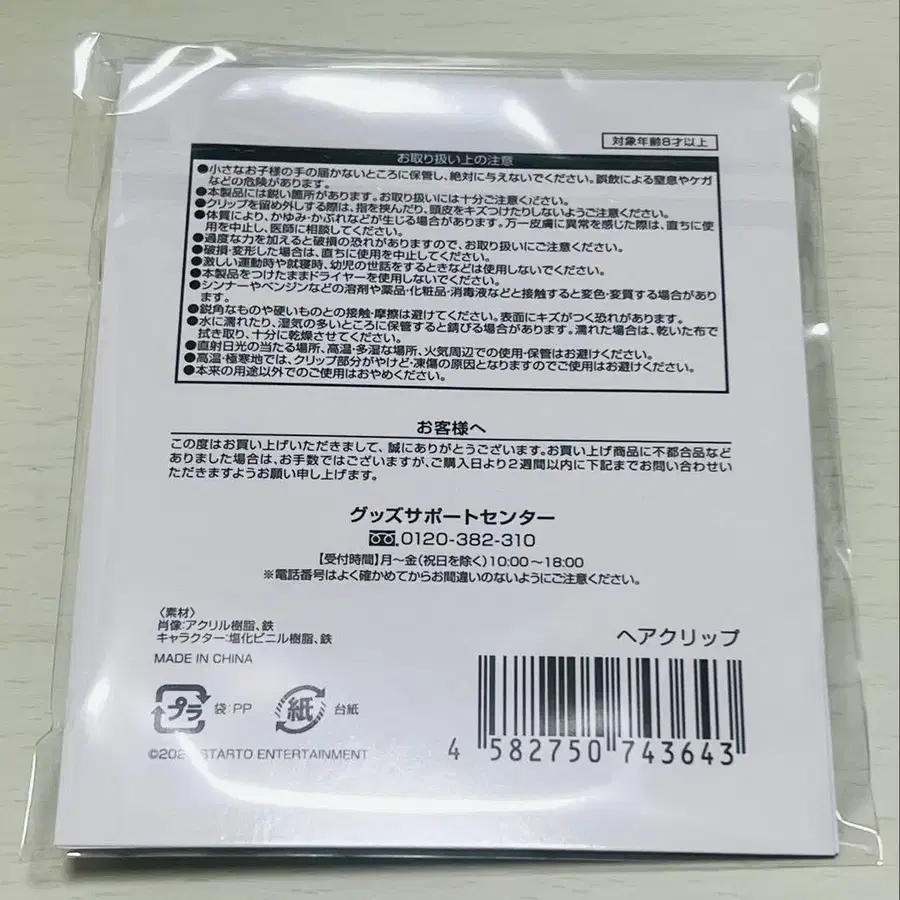 対象年齢8才以上
お取り扱い上の注意
●小さなお子様の手の届かないところに保管し、絶対に与えないでください。誤飲による窒息やケガ
などの危険があります。
●本製品には鋭い箇所があります。お取り扱いには十分ご注意ください。
●クリップを留め外しする際は、指を挟んだり、頭皮をキズつけたりしないようご注意ください。
●体質により、かゆみ・かぶれなどが生じる場合があります。万一皮膚に異常を感じた際は、直ちに使
用を中止し、医師に相談してください。
●過度な力を加えると破損の恐れがありますので、お取り扱いにご注意ください。
●破損・変形した場合は、直ちに使用を中止してください。
●激しい運動時や就寝時、幼児の世話をするときなどは使用しないでください。
●本製品をつけたままドライヤーを使用しないでください。
●シンナーやベンジンなどの溶剤や薬品・化粧品・消毒液などと接触すると変色・変質する場合があり
ます。
●鋭角なものや硬いものとの接触・摩擦は避けてください。表面にキズがつく恐れがあります。
●水に濡れたり、湿気の多いところに保管すると錆びる場合があります。濡れた場合は、乾いた布で
拭き取り、十分に乾燥させてください。
●直射日光の当たる場所、高温・多湿な場所、火気周辺での使用・保管はお避けください。
●高温・極寒地では、クリップ部分がやけど・凍傷の原因となりますのでご使用はお避けください。
●本来の用途以外でのご使用はおやめください。
お客様へ
この度はお買い上げいただきまして、誠にありがとうございます。お買い上げ商品に不都合品など
ありました場合は、お手数ではございますが、ご購入日より2週間以内に下記までお問い合わせい
ただきますようお願い申し上げます。
グッズサポートセンター
0120-382-310
【受付時間】月～金(祝日を除く)10:00～18:00
※電話番号はよく確かめてからお間違いのないようにご注意ください。
〈素材〉
肖像:アクリル樹脂、鉄
キャラクター:塩化ビニル樹脂、鉄
MADE IN CHINA
ヘアクリップ
プラ 袋:PP 紙 台紙
STARTO ENTERTAINMENT
4 582750 743643